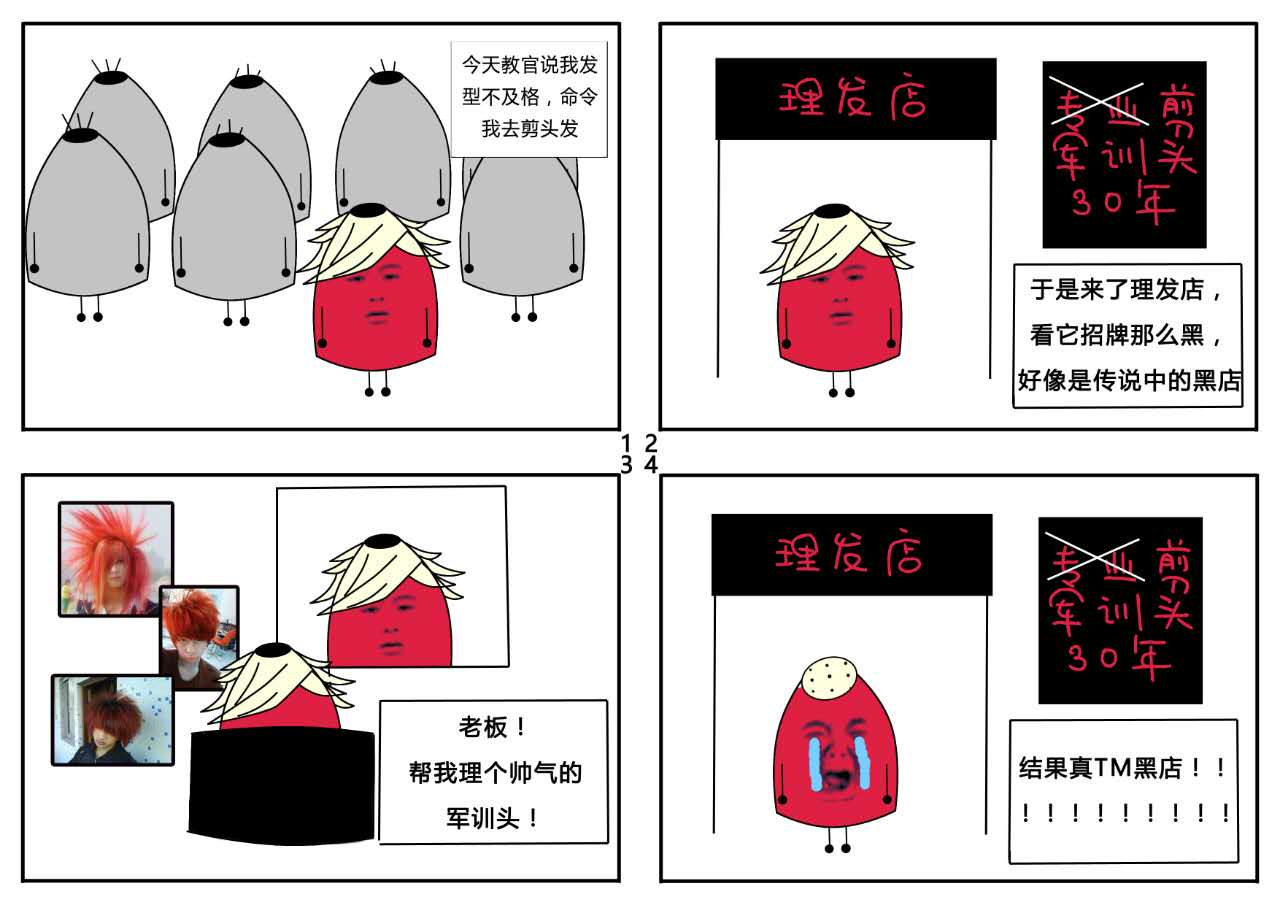 今天教官说我发
型不及格，命令
我去剪头发
理发店
专业剪
军训头
30年
于是来了理发店，
看它招牌那么黑，
好像是传说中的黑店
1 2
3 4
老板！
帮我理个帅气的
军训头！
理发店
专业剪
军训头
30年
结果真TM黑店！！
！！！！！！！！！